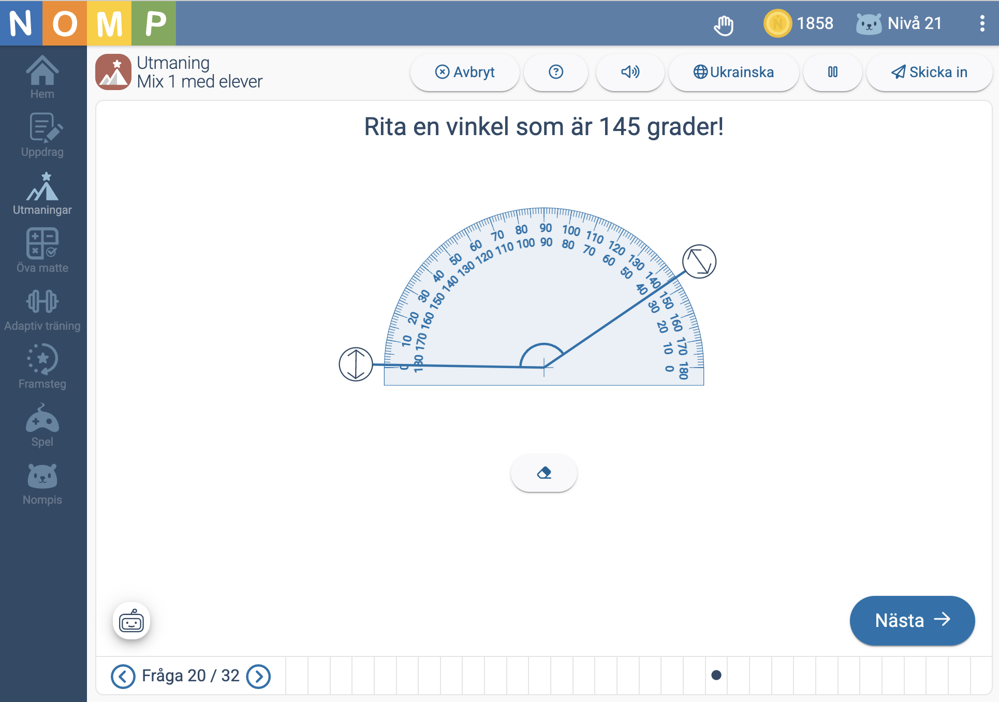 NOMP
1858
Nivå 21
Hem
Uppdrag
Utmaningar
Öva matte
Adaptiv träning
Framsteg
Spel
Nompis
Utmaning
Mix 1 med elever
Avbryt
Ukrainska
Skicka in
Rita en vinkel som är 145 grader!
0 10 20 30 40 50 60 70 80 90 100 110 120 130 140 150 160 170 180
180 170 160 150 140 130 120 110 100 90 80 70 60 50 40 30 20 10 0
Nästa
Fråga 20 / 32